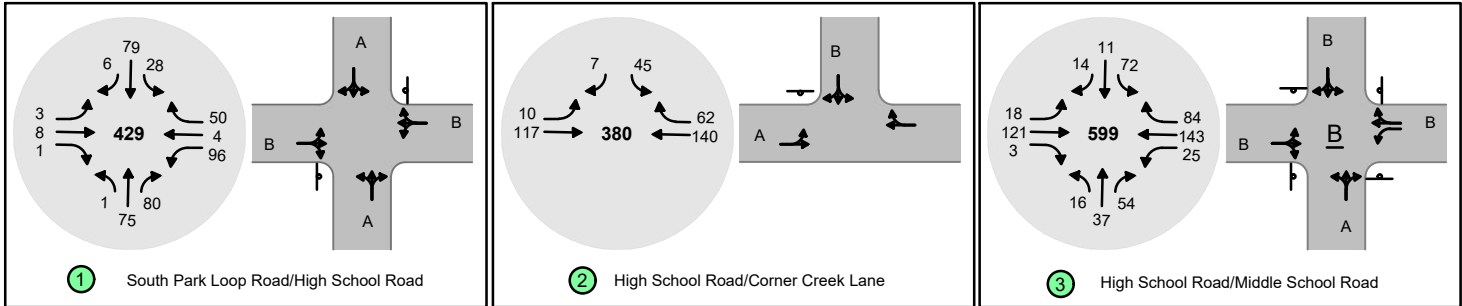 79
6 28
3 50
8 429 4
1 96
1 80
75
A
B B
A
1 South Park Loop Road/High School Road
7 45
10 62
117 380 140
B
A
2 High School Road/Corner Creek Lane
11
14 72
18 84
121 599 143
3 25
16 54
37
B
B B B
A
3 High School Road/Middle School Road